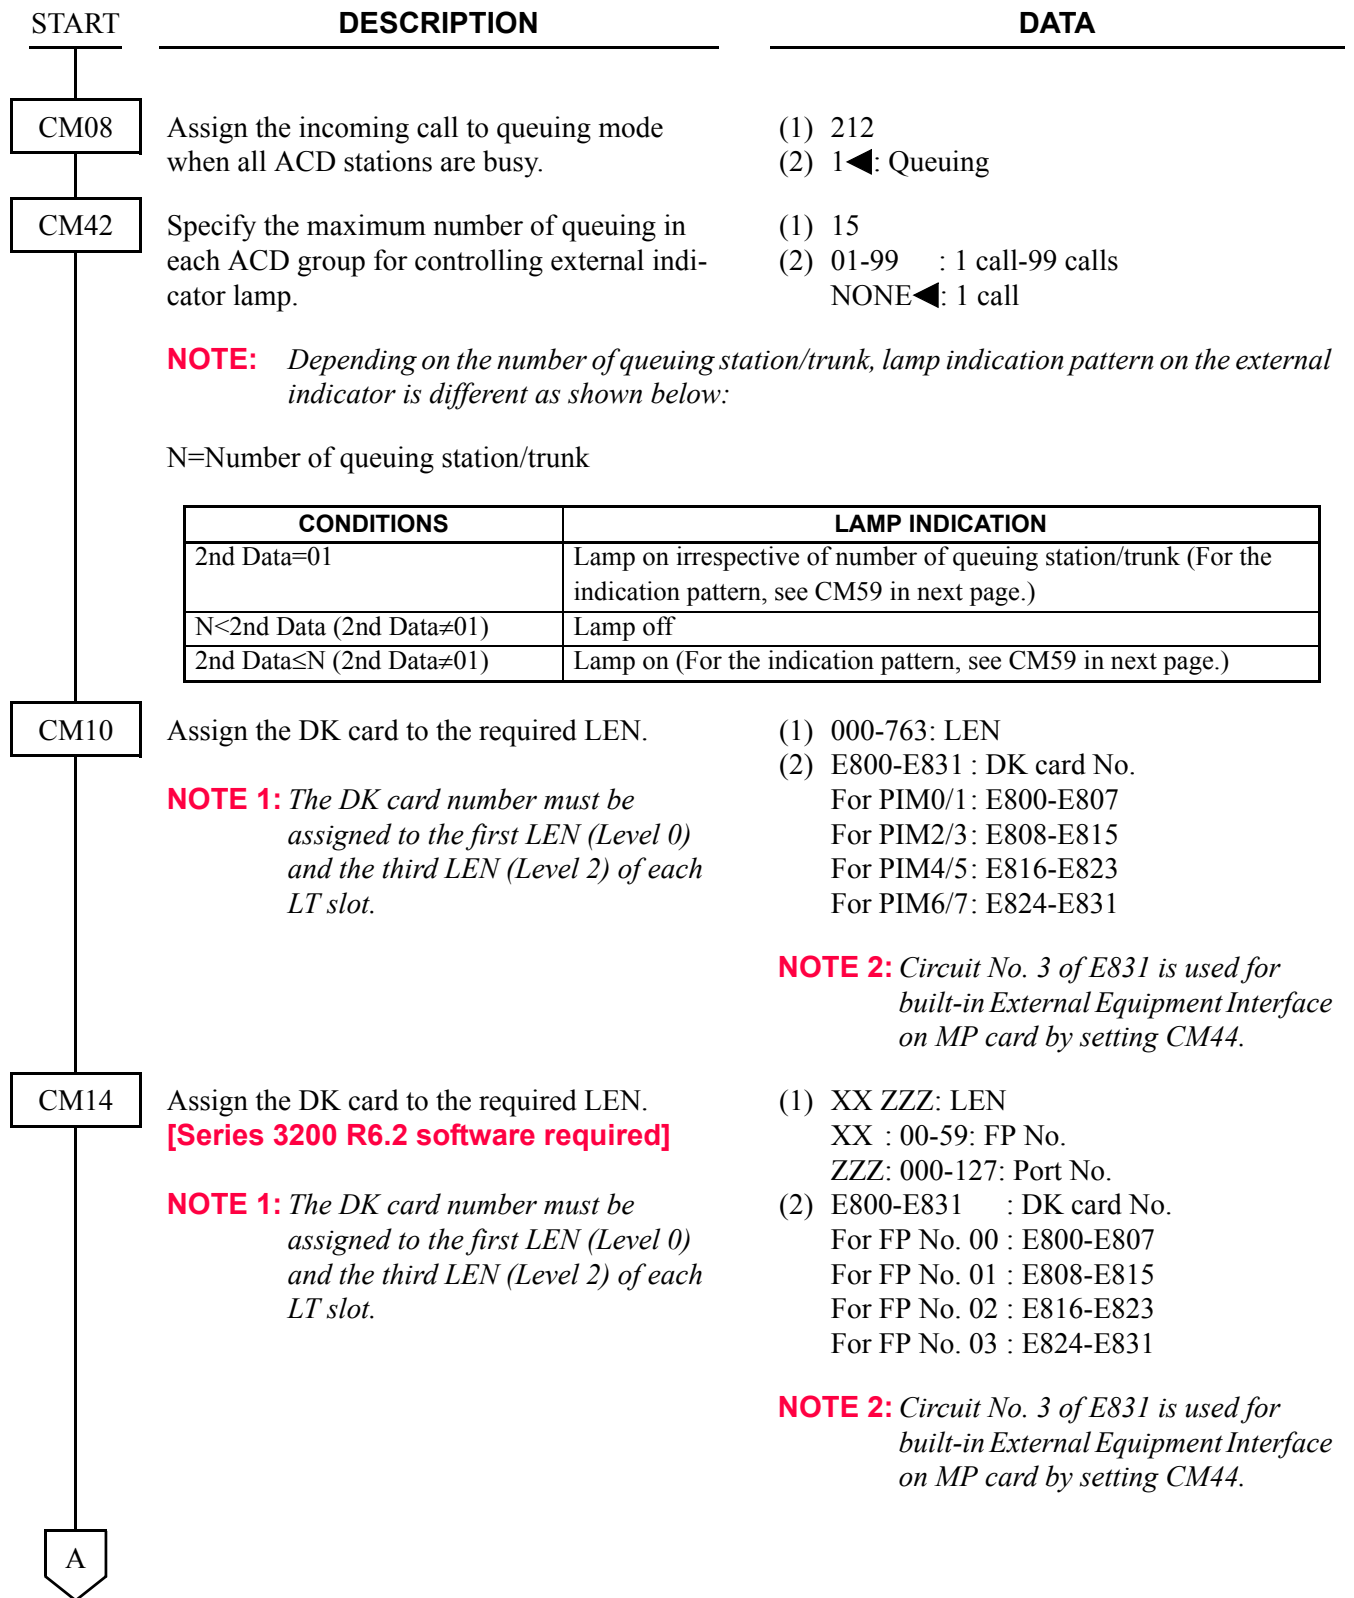 START DESCRIPTION DATA
CM08 Assign the incoming call to queuing mode (1) 212
when all ACD stations are busy. (2) 1◀: Queuing
CM42 Specify the maximum number of queuing in (1) 15
each ACD group for controlling external indi- (2) 01-99 : 1 call-99 calls
cator lamp. NONE◀: 1 call
NOTE: Depending on the number of queuing station/trunk, lamp indication pattern on the external
indicator is different as shown below:
N=Number of queuing station/trunk
CONDITIONS LAMP INDICATION
2nd Data=01 Lamp on irrespective of number of queuing station/trunk (For the
indication pattern, see CM59 in next page.)
N<2nd Data (2nd Data≠01) Lamp off
2nd Data≤N (2nd Data≠01) Lamp on (For the indication pattern, see CM59 in next page.)
CM10 Assign the DK card to the required LEN. (1) 000-763: LEN
(2) E800-E831 : DK card No.
NOTE 1: The DK card number must be For PIM0/1: E800-E807
assigned to the first LEN (Level 0) For PIM2/3: E808-E815
and the third LEN (Level 2) of each For PIM4/5: E816-E823
LT slot. For PIM6/7: E824-E831
NOTE 2: Circuit No. 3 of E831 is used for
built-in External Equipment Interface
on MP card by setting CM44.
CM14 Assign the DK card to the required LEN. (1) XX ZZZ: LEN
[Series 3200 R6.2 software required] XX : 00-59: FP No.
ZZZ: 000-127: Port No.
NOTE 1: The DK card number must be (2) E800-E831 : DK card No.
assigned to the first LEN (Level 0) For FP No. 00 : E800-E807
and the third LEN (Level 2) of each For FP No. 01 : E808-E815
LT slot. For FP No. 02 : E816-E823
For FP No. 03 : E824-E831
NOTE 2: Circuit No. 3 of E831 is used for
built-in External Equipment Interface
on MP card by setting CM44.
A